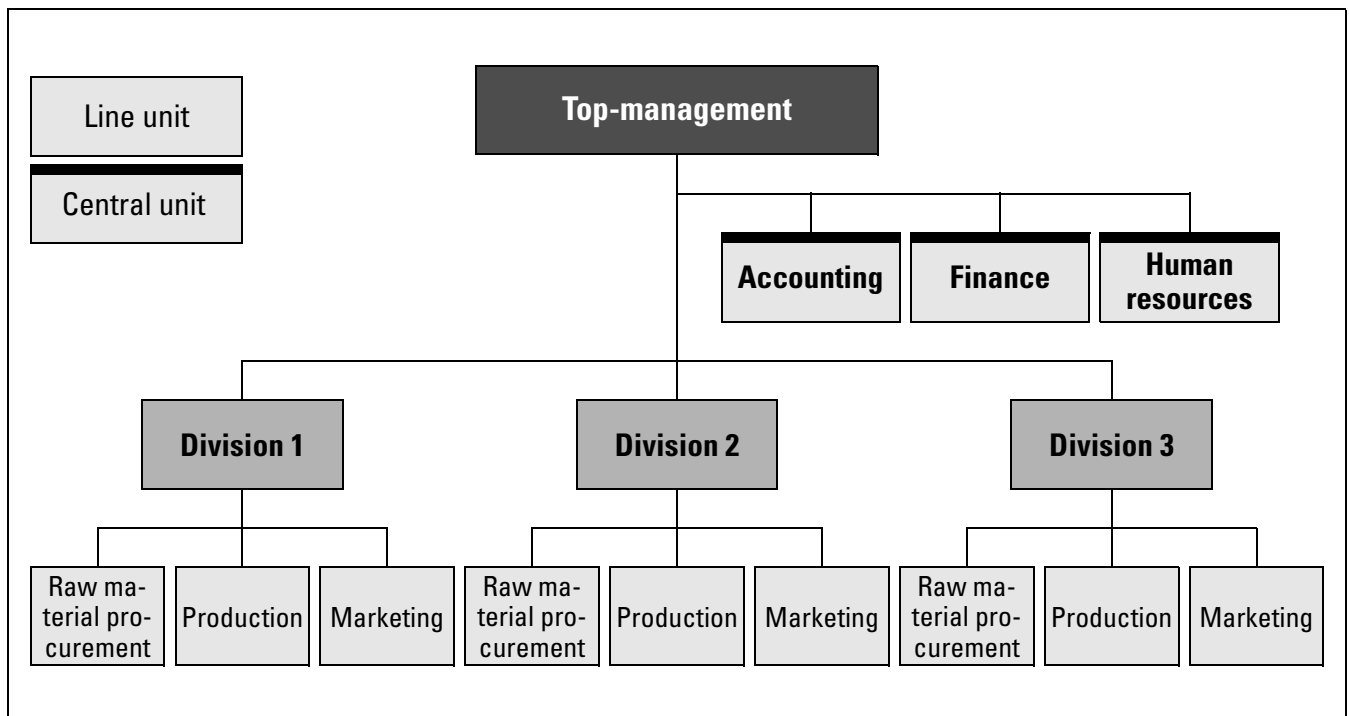 Line unit
Central unit
Top-management
Accounting
Finance
Human
resources
Division 1
Division 2
Division 3
Raw ma-
terial pro-
curement
Production
Marketing
Raw ma-
terial pro-
curement
Production
Marketing
Raw ma-
terial pro-
curement
Production
Marketing